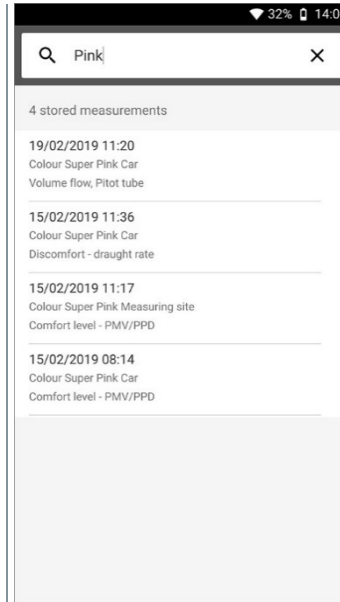 32% 14:0
Pink
4 stored measurements
19/02/2019 11:20
Colour Super Pink Car
Volume flow, Pitot tube
15/02/2019 11:36
Colour Super Pink Car
Discomfort - draught rate
15/02/2019 11:17
Colour Super Pink Measuring site
Comfort level - PMV/PPD
15/02/2019 08:14
Colour Super Pink Car
Comfort level - PMV/PPD